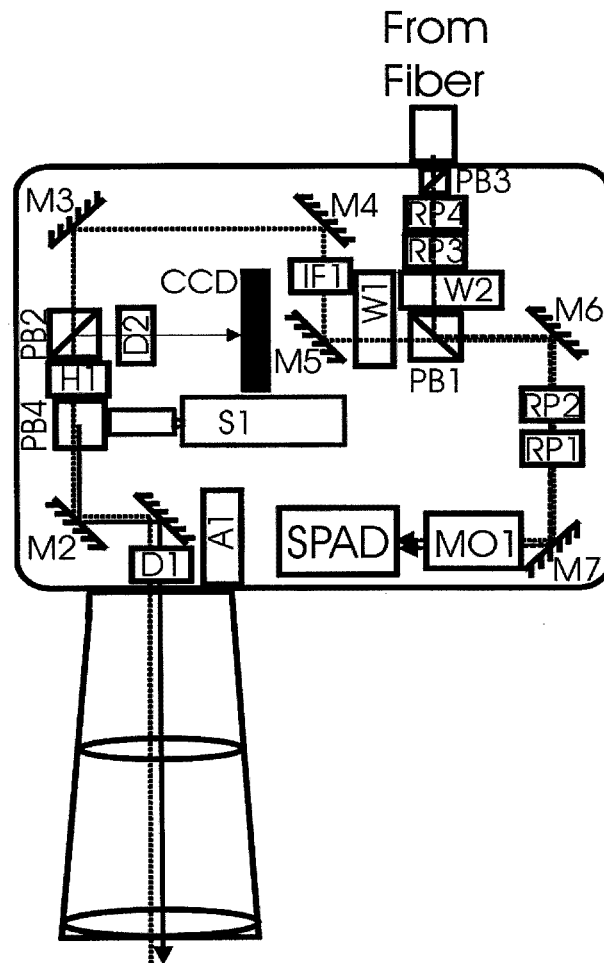 From
Fiber
PB3
M3
M4
RP4
RP3
CCD
IF1
W1
W2
M6
PB2
D2
M5
PB1
H1
PB4
S1
RP2
RP1
M2
D1
A1
SPAD
MO1
M7